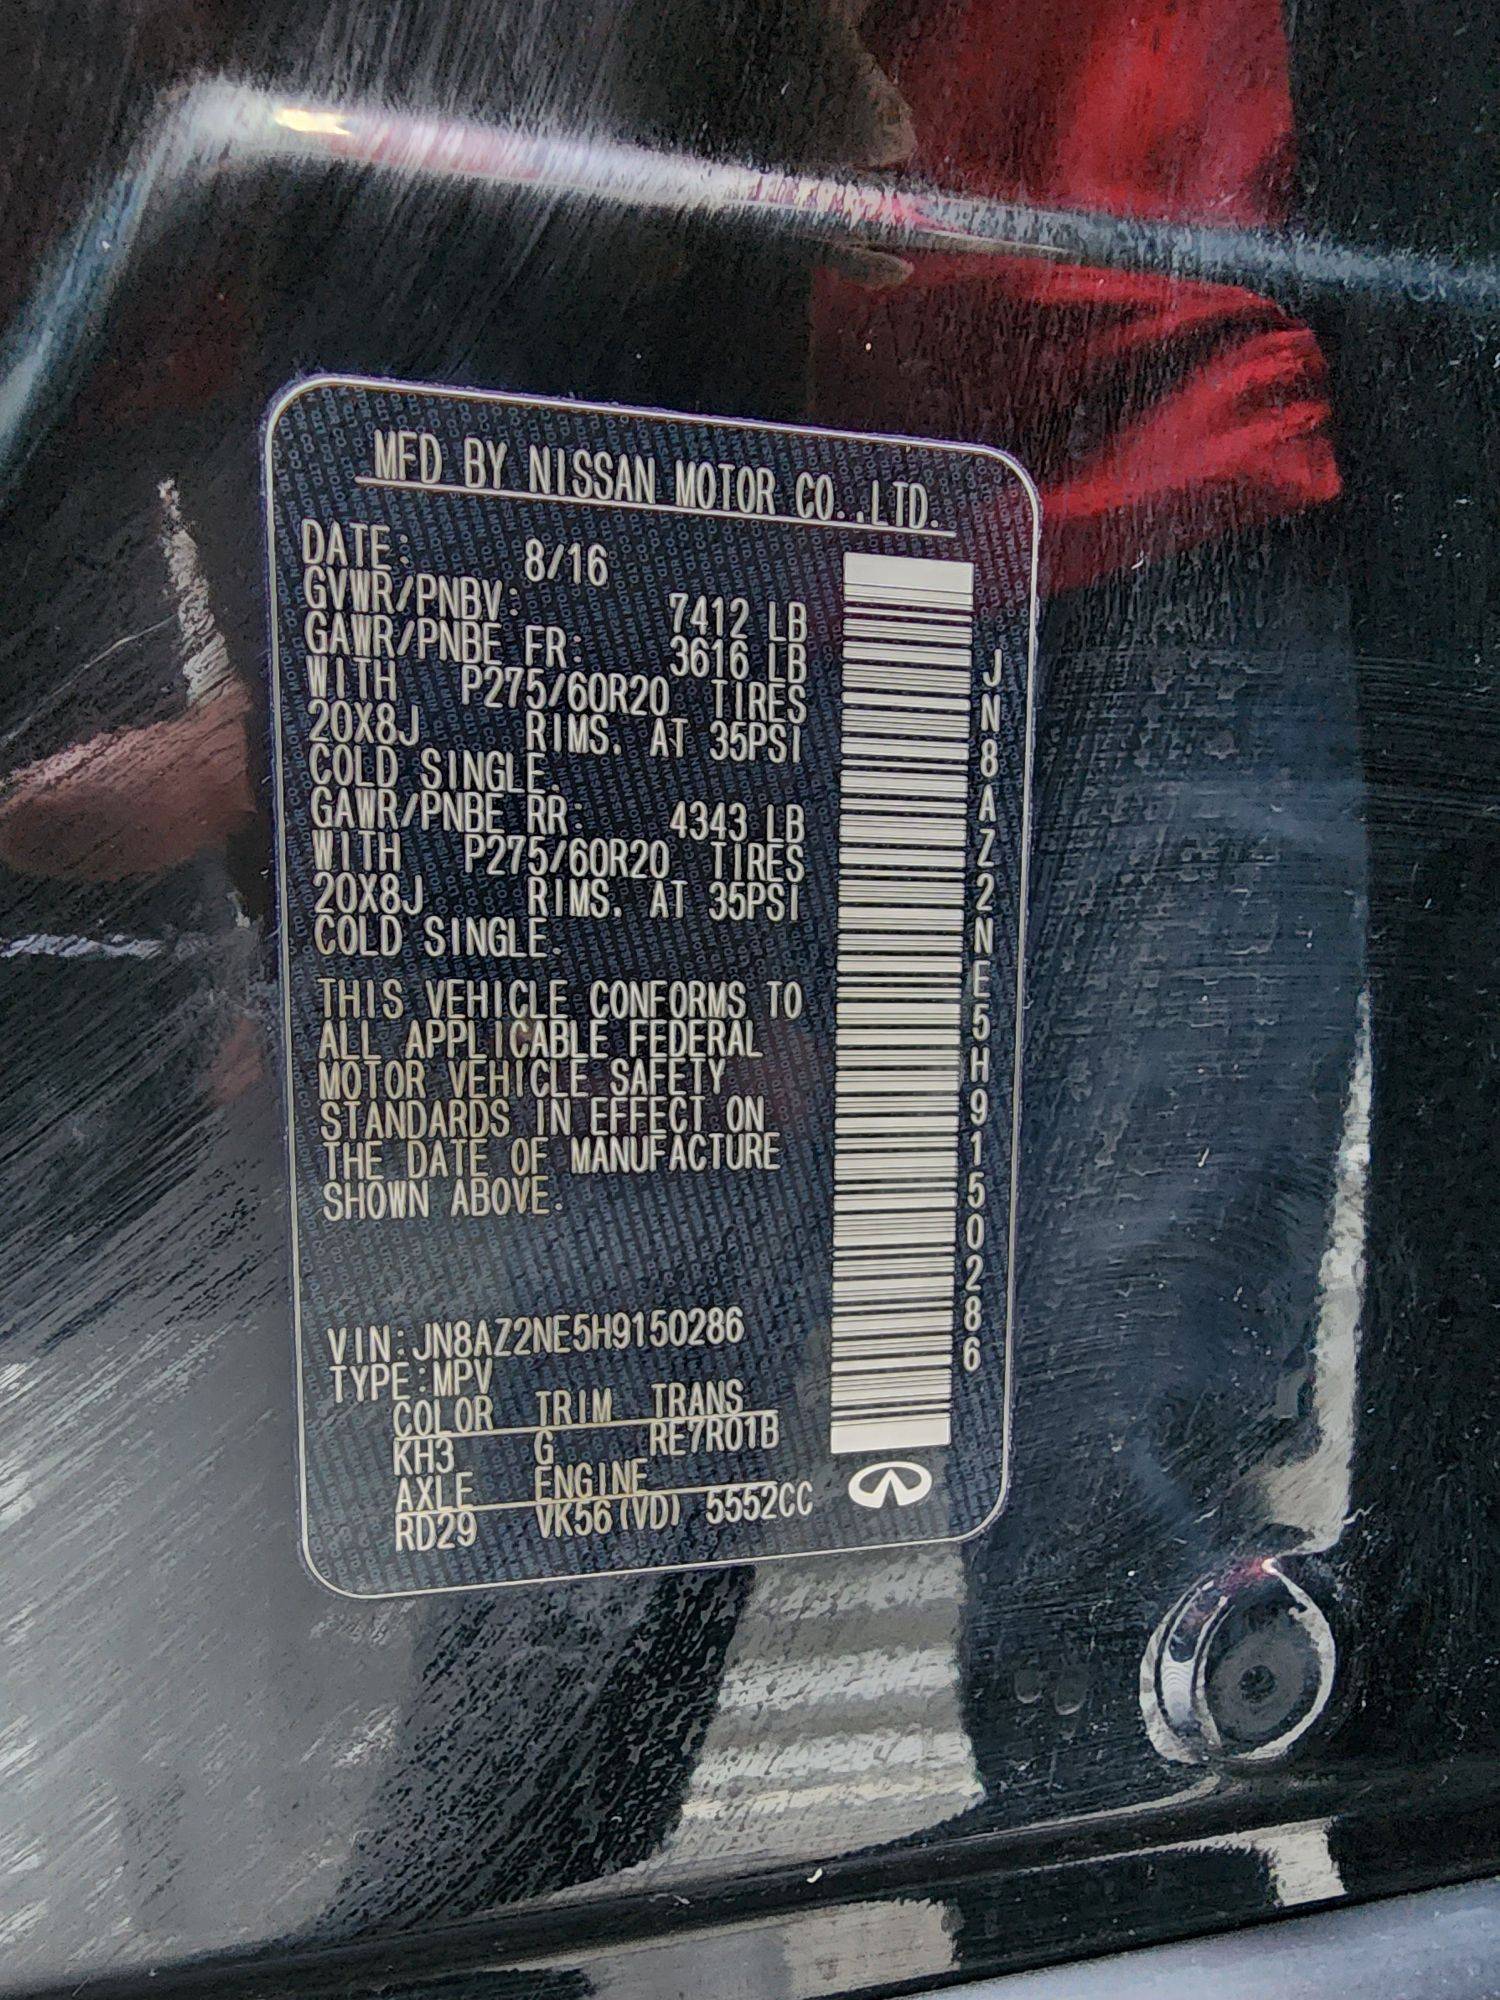 MFD BY NISSAN MOTOR CO.,LTD.
DATE: 8/16
GVWR/PNBV: 7412 LB
GAWR/PNBE FR: 3616 LB
WITH P275/60R20 TIRES
20X8J RIMS. AT 35PSI
COLD SINGLE.
GAWR/PNBE RR: 4343 LB
WITH P275/60R20 TIRES
20X8J RIMS. AT 35PSI
COLD SINGLE.
THIS VEHICLE CONFORMS TO
ALL APPLICABLE FEDERAL
MOTOR VEHICLE SAFETY
STANDARDS IN EFFECT ON
THE DATE OF MANUFACTURE
SHOWN ABOVE.
VIN:JN8AZ2NE5H9150286
TYPE:MPV
COLOR TRIM TRANS
KH3 G RE7R01B
AXLE ENGINE
RD29 VK56(VD) 5552CC
JN8AZ2NE5H9150286